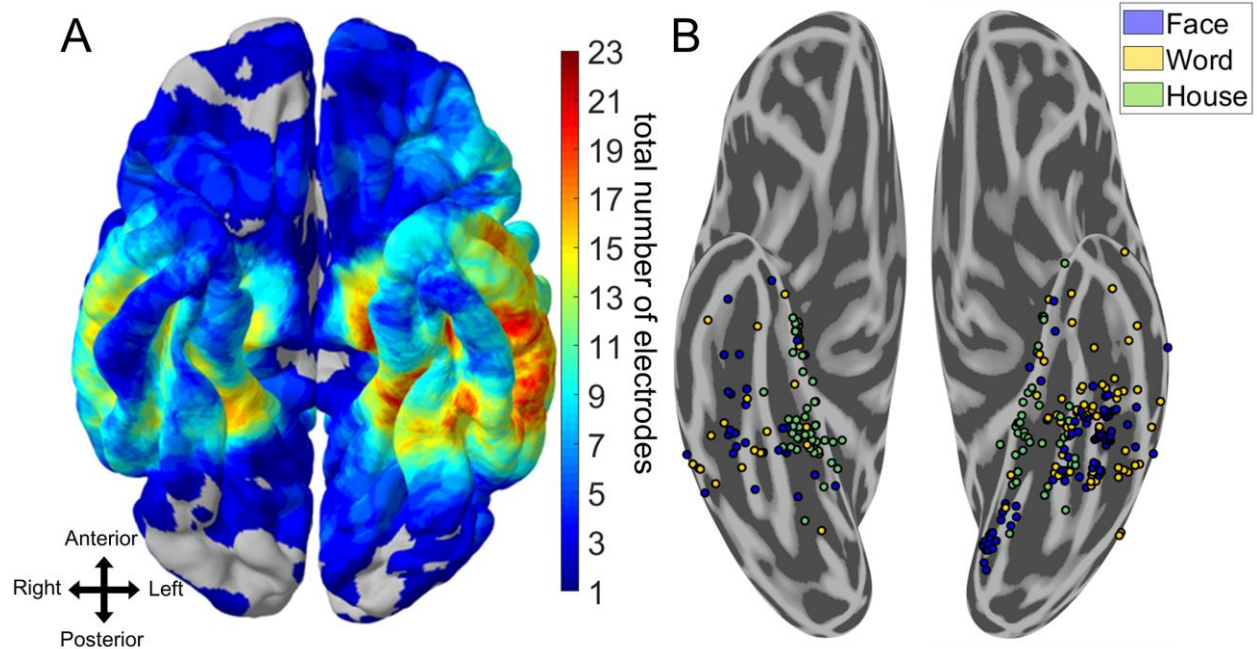 A
23
21
19
17
15
13
11
9
7
5
3
1
total number of electrodes
Anterior
Right Left
Posterior
B
Face
Word
House